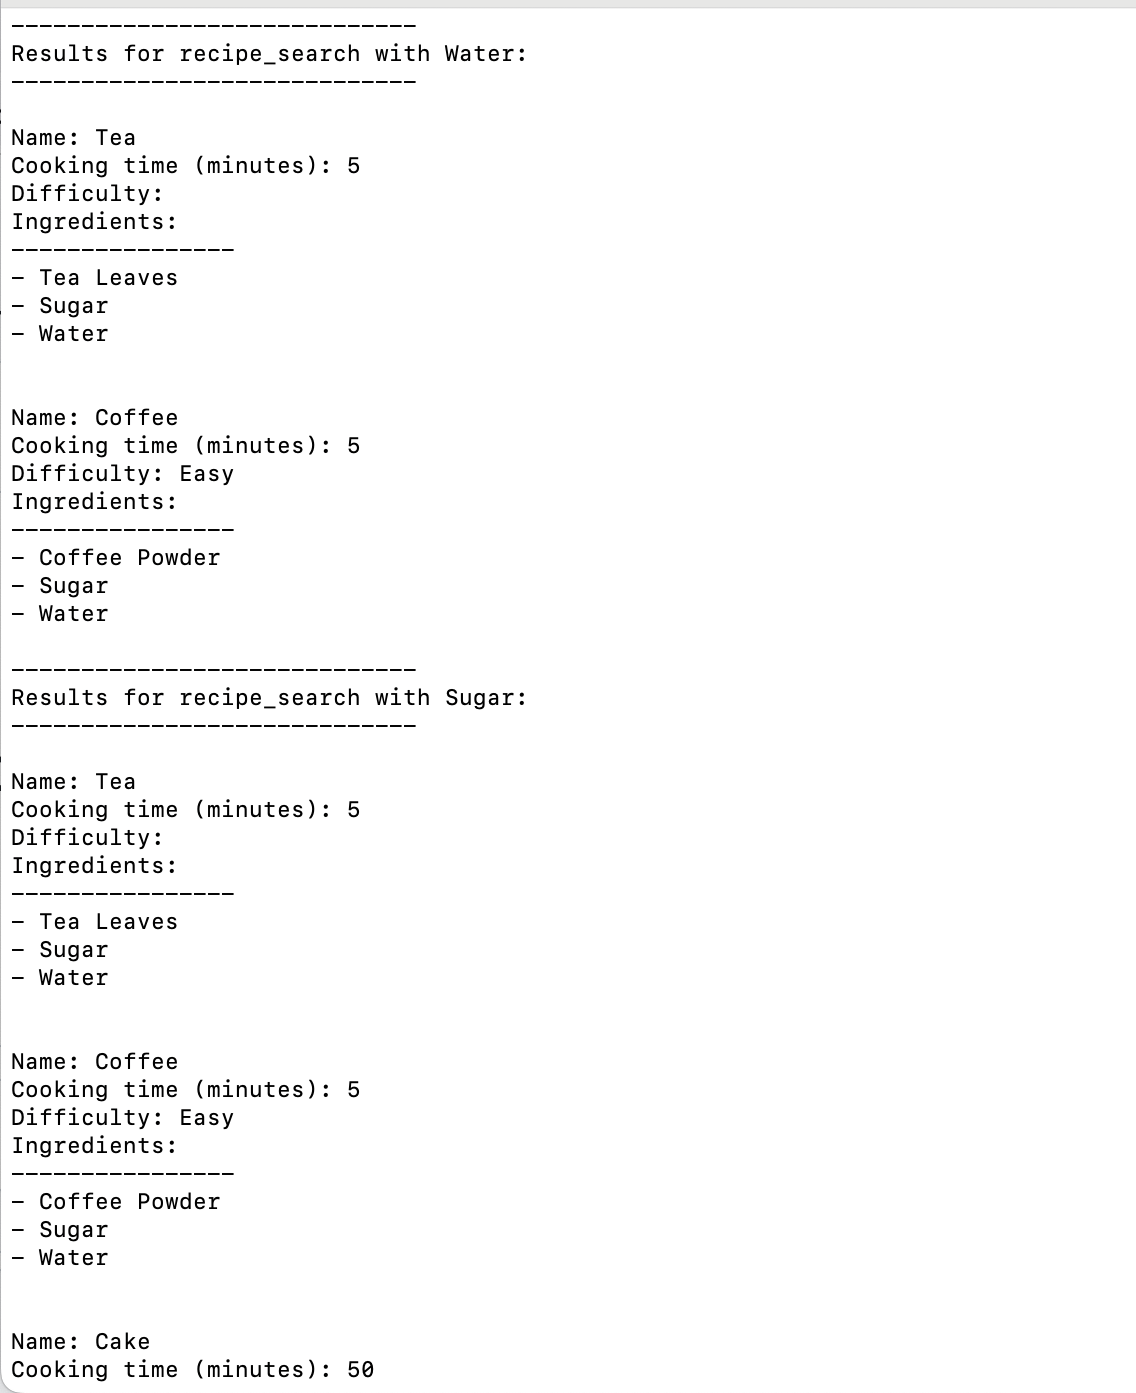 -----------------------------
Results for recipe_search with Water:
-----------------------------
Name: Tea
Cooking time (minutes): 5
Difficulty:
Ingredients:
----------------
- Tea Leaves
- Sugar
- Water
Name: Coffee
Cooking time (minutes): 5
Difficulty: Easy
Ingredients:
----------------
- Coffee Powder
- Sugar
- Water
-----------------------------
Results for recipe_search with Sugar:
-----------------------------
Name: Tea
Cooking time (minutes): 5
Difficulty:
Ingredients:
----------------
- Tea Leaves
- Sugar
- Water
Name: Coffee
Cooking time (minutes): 5
Difficulty: Easy
Ingredients:
----------------
- Coffee Powder
- Sugar
- Water
Name: Cake
Cooking time (minutes): 50